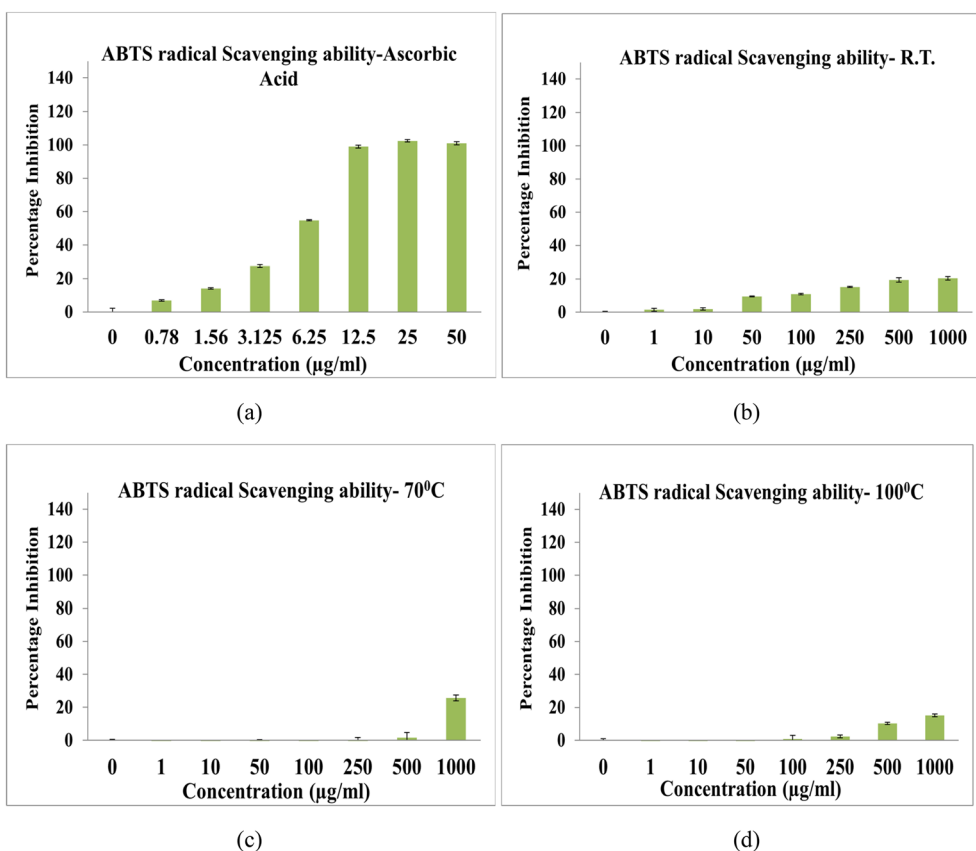 ABTS radical Scavenging ability-Ascorbic
Acid
Percentage Inhibition
140
120
100
80
60
40
20
0
0 0.78 1.56 3.125 6.25 12.5 25 50
Concentration (µg/ml)
(a)
ABTS radical Scavenging ability- R.T.
Percentage Inhibition
140
120
100
80
60
40
20
0
0 1 10 50 100 250 500 1000
Concentration (µg/ml)
(b)
ABTS radical Scavenging ability- 70⁰C
Percentage Inhibition
140
120
100
80
60
40
20
0
0 1 10 50 100 250 500 1000
Concentration (µg/ml)
(c)
ABTS radical Scavenging ability- 100⁰C
Percentage Inhibition
140
120
100
80
60
40
20
0
0 1 10 50 100 250 500 1000
Concentration (µg/ml)
(d)